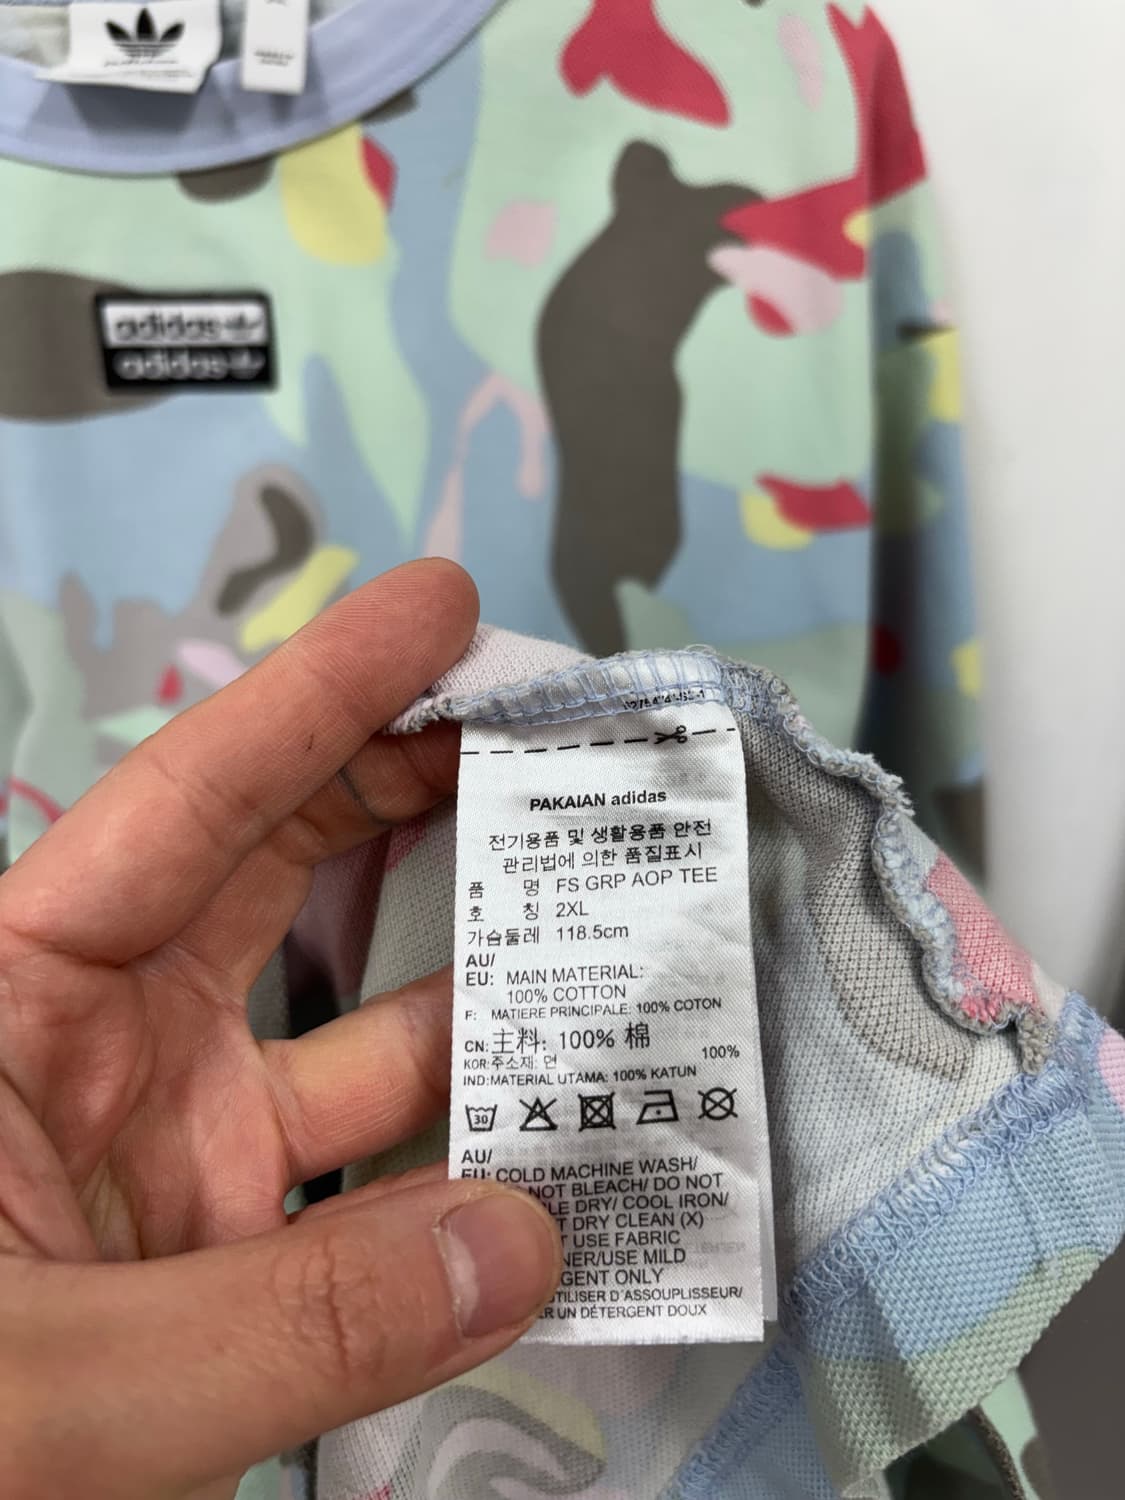 adidas
adidas
PAKAIAN adidas
전기용품 및 생활용품 안전
관리법에 의한 품질표시
품 명 FS GRP AOP TEE
호 칭 2XL
가슴둘레 118.5cm
AU/
EU: MAIN MATERIAL:
100% COTTON
F: MATIERE PRINCIPALE: 100% COTON
CN: 主料: 100% 棉
KOR:주소재: 면 100%
IND:MATERIAL UTAMA: 100% KATUN
30
AU/
EU: COLD MACHINE WASH/
NOT BLEACH/ DO NOT
LE DRY/ COOL IRON/
T DRY CLEAN (X)
T USE FABRIC
NER/USE MILD
GENT ONLY
TILISER D'ASSOUPLISSEUR/
R UN DÉTERGENT DOUX